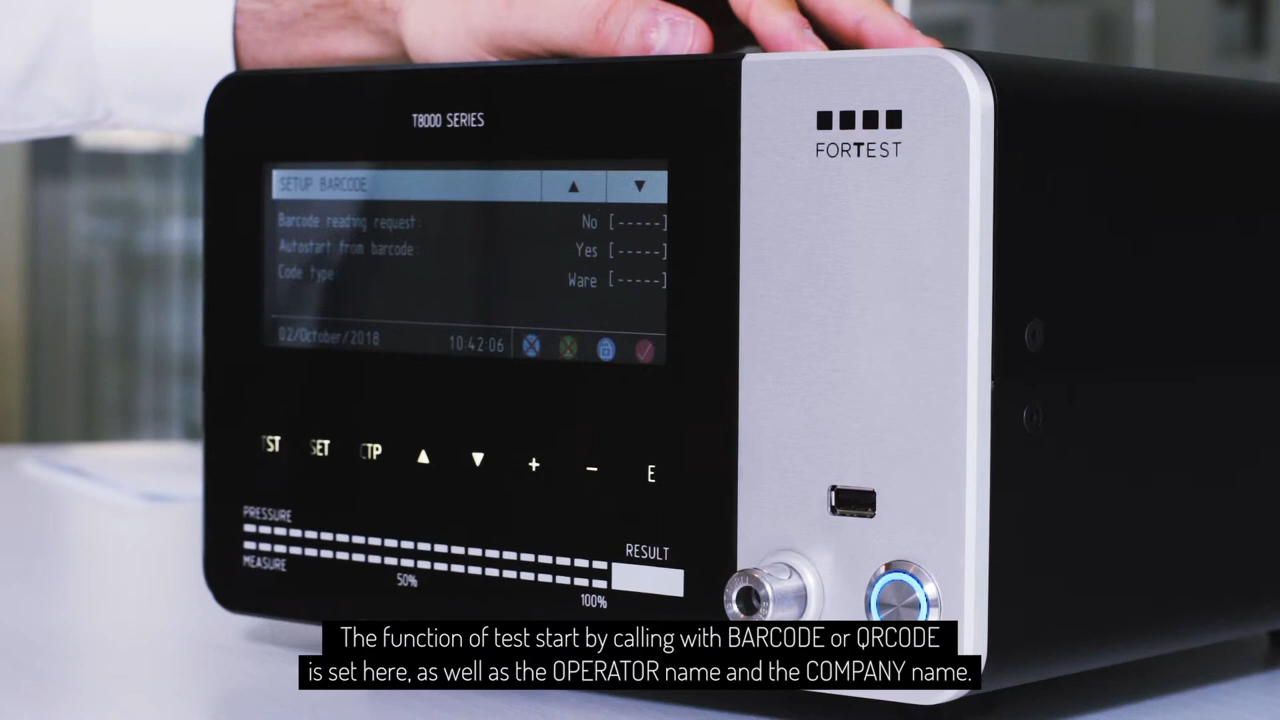 T8000 SERIES
FORTEST
SETUP BARCODE ▲ ▼
Barcode reading request: No [-----]
Autostart from barcode: Yes [-----]
Code type Ware [-----]
02/October/2018 10:42:06
TST SET CTP ▲ ▼ + - E
PRESSURE
MEASURE
50%
100%
RESULT
The function of test start by calling with BARCODE or QRCODE
is set here, as well as the OPERATOR name and the COMPANY name.